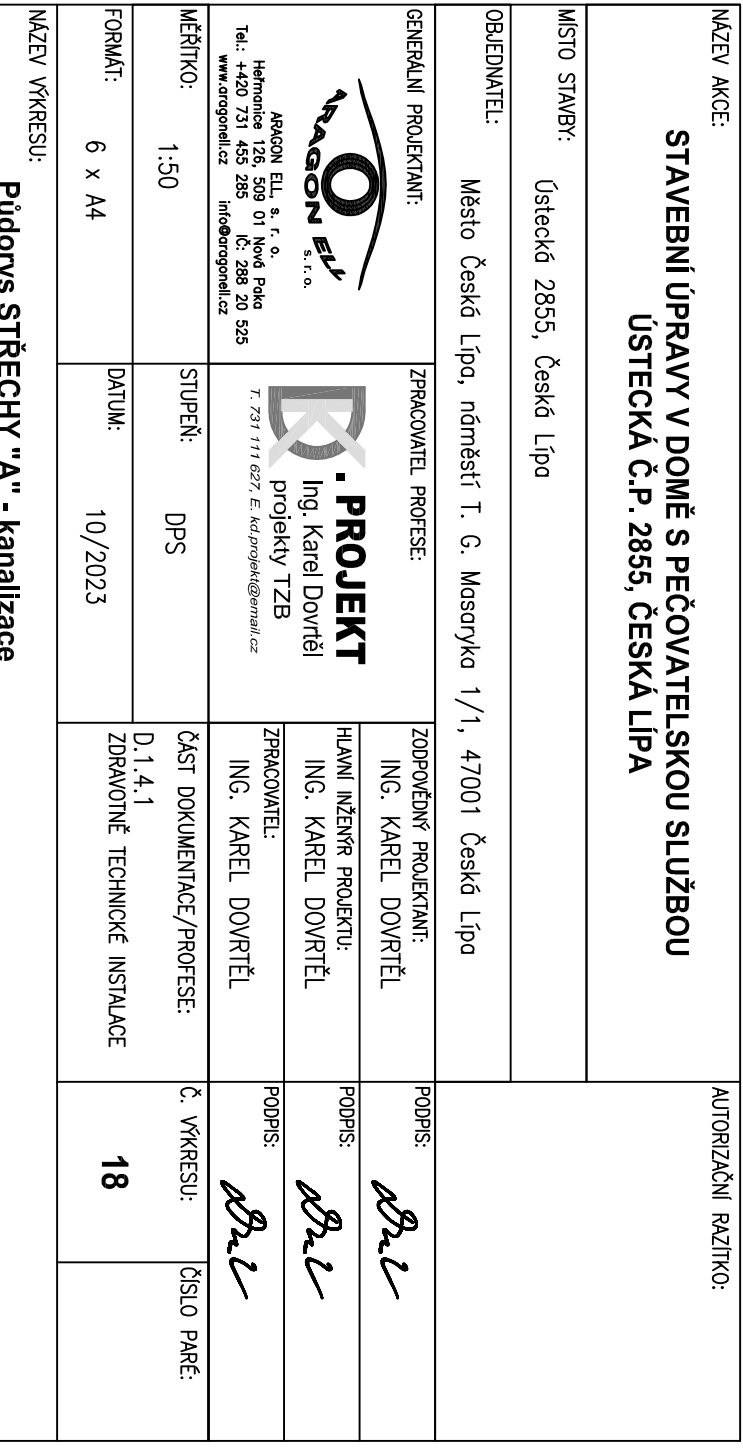 NÁZEV AKCE:
STAVEBNÍ ÚPRAVY V DOMĚ S PEČOVATELSKOU SLUŽBOU
ÚSTECKÁ Č.P. 2855, ČESKÁ LÍPA
AUTORIZAČNÍ RAZÍTKO:
MÍSTO STAVBY:
Ústecká 2855, Česká Lípa
OBJEDNATEL:
Město Česká Lípa, náměstí T. G. Masaryka 1/1, 47001 Česká Lípa
GENERÁLNÍ PROJEKTANT:
ARAGON ELL
s. r. o.
ARAGON ELL, s. r. o.
Heřmanice 126, 509 01 Nová Paka
Tel.: +420 731 455 285 IČ: 288 20 525
www.aragonell.cz info@aragonell.cz
ZPRACOVATEL PROFESE:
DK. PROJEKT
Ing. Karel Dovrtěl
projekty TZB
T. 731 111 627, E. kd.projekt@email.cz
ZODPOVĚDNÝ PROJEKTANT:
ING. KAREL DOVRTĚL
PODPIS:
HLAVNÍ INŽENÝR PROJEKTU:
ING. KAREL DOVRTĚL
PODPIS:
ZPRACOVATEL:
ING. KAREL DOVRTĚL
PODPIS:
MĚŘÍTKO:
1:50
STUPEŇ:
DPS
ČÁST DOKUMENTACE/PROFESE:
D.1.4.1
ZDRAVOTNĚ TECHNICKÉ INSTALACE
Č. VÝKRESU:
18
ČÍSLO PARÉ:
FORMÁT:
6 x A4
DATUM:
10/2023
NÁZEV VÝKRESU:
Půdorys STŘECHY "A" - kanalizace